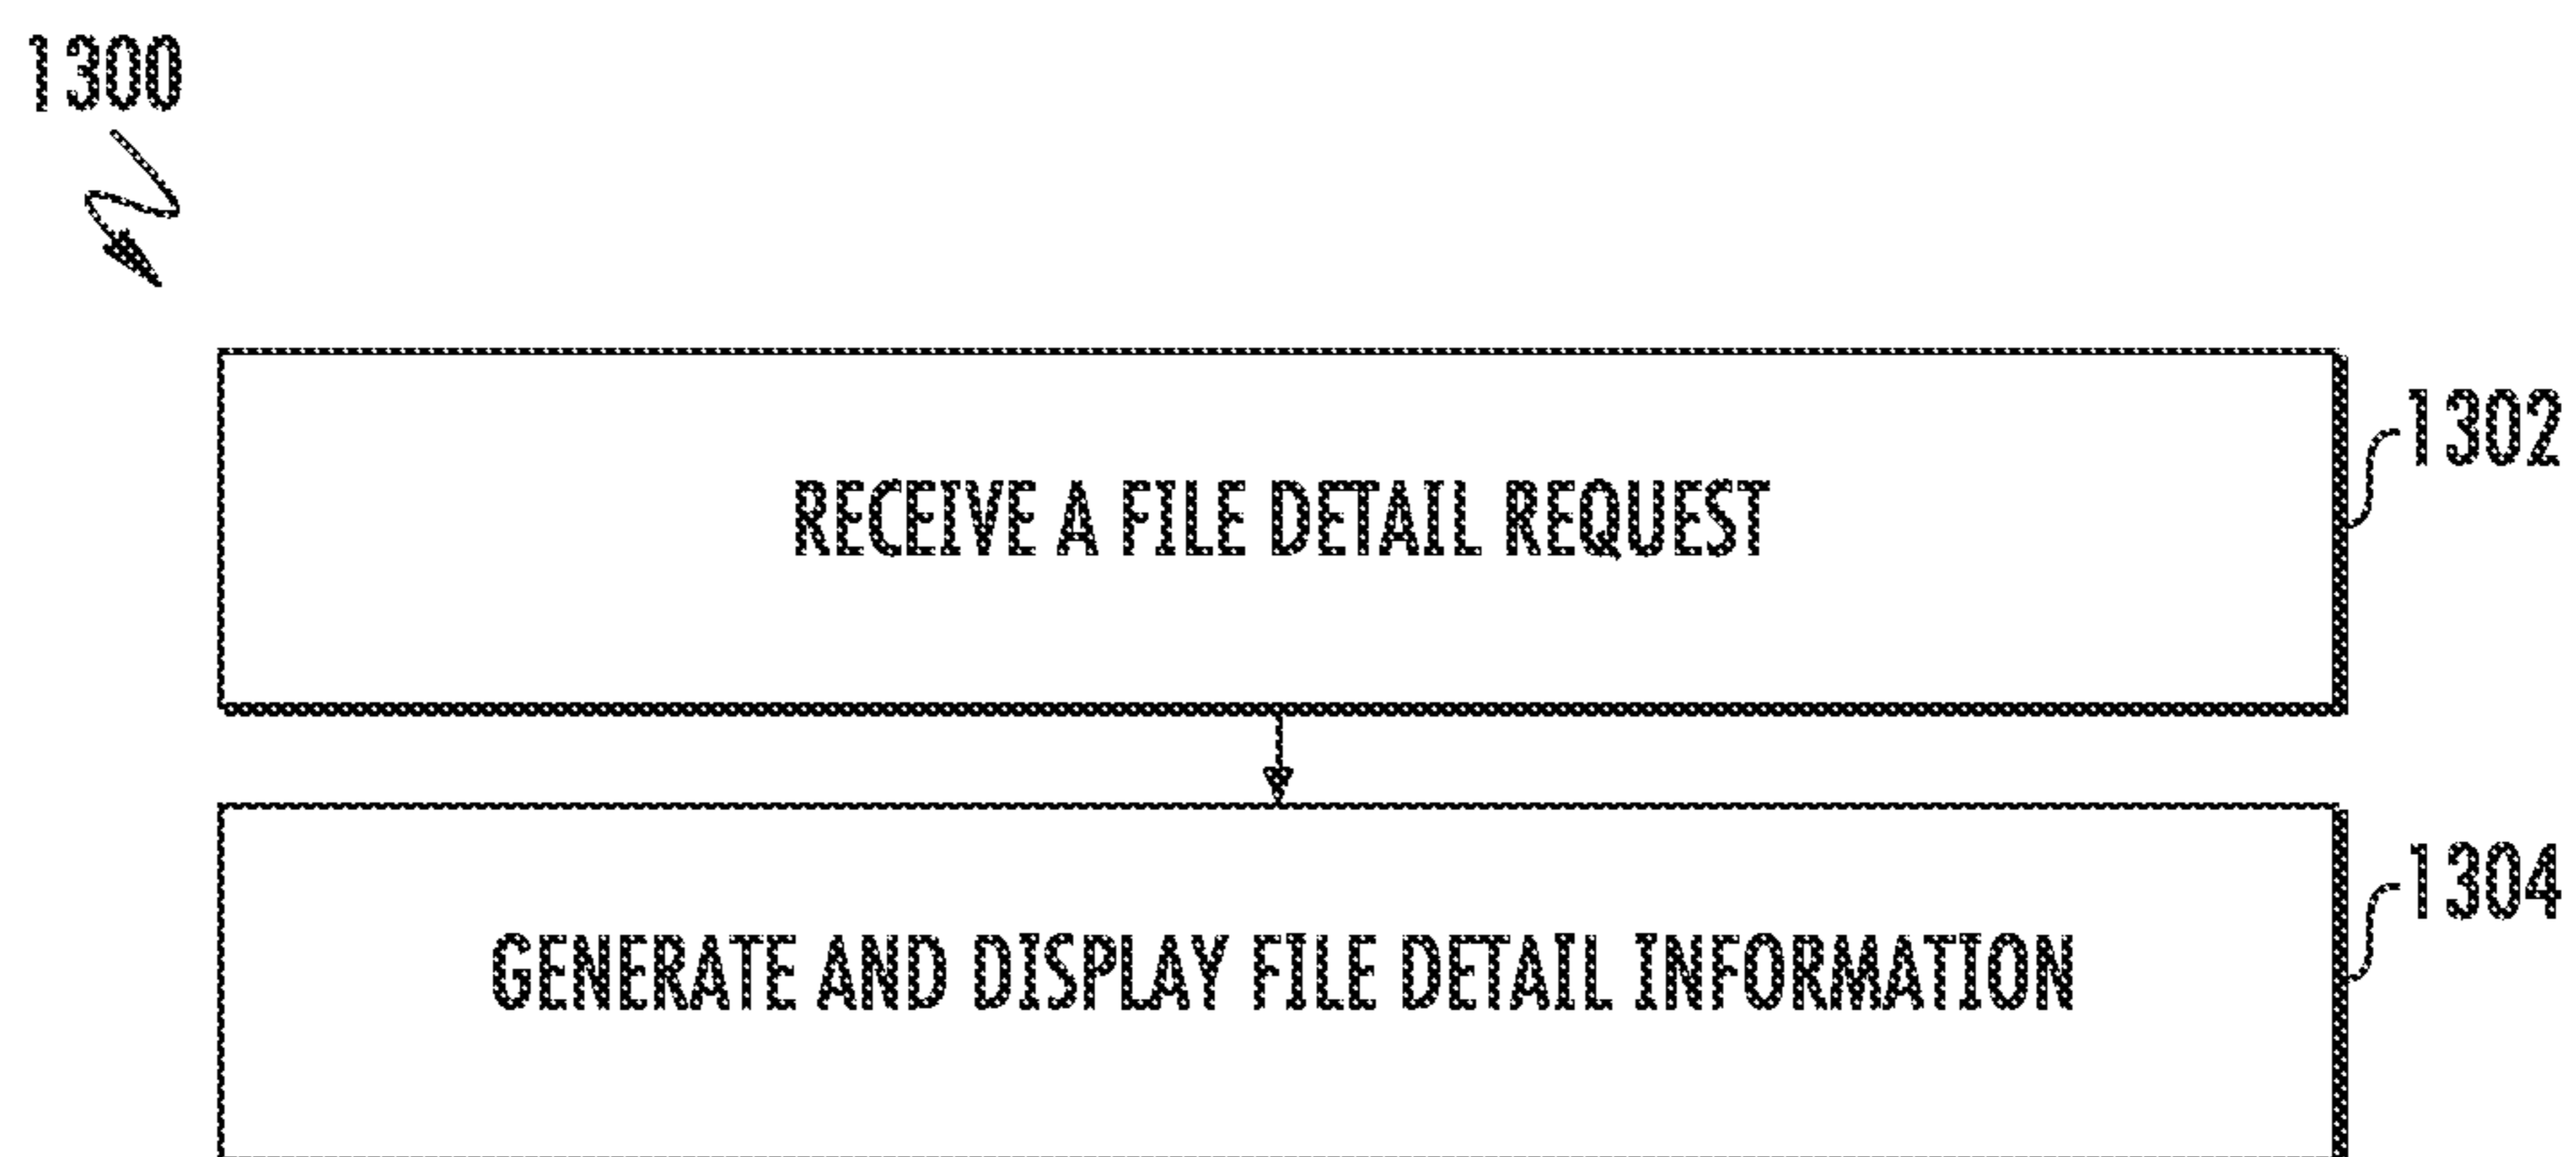 1300
RECEIVE A FILE DETAIL REQUEST
1302
GENERATE AND DISPLAY FILE DETAIL INFORMATION
1304